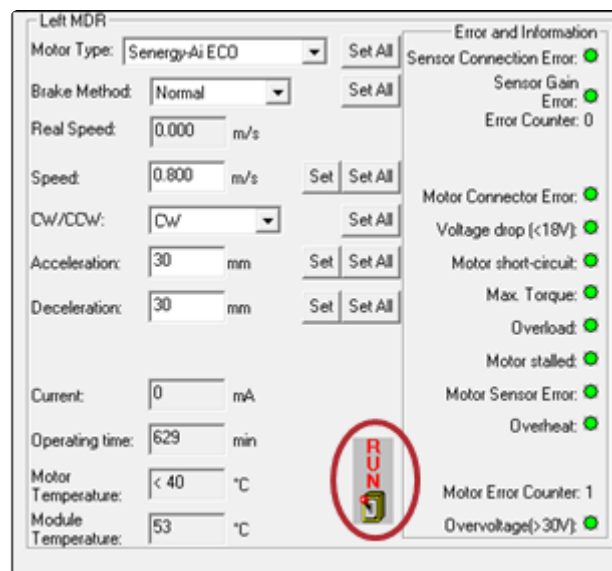 Left MDR
Motor Type: Senergy-Ai ECO Set All
Brake Method: Normal Set All
Real Speed: 0.000 m/s
Speed: 0.800 m/s Set Set All
CW/CCW: CW Set All
Acceleration: 30 mm Set Set All
Deceleration: 30 mm Set Set All
Current: 0 mA
Operating time: 629 min
Motor
Temperature: < 40 °C
Module
Temperature: 53 °C
RUN
Error and Information
Sensor Connection Error:
Sensor Gain
Error:
Error Counter: 0
Motor Connector Error:
Voltage drop (<18V):
Motor short-circuit:
Max. Torque:
Overload:
Motor stalled:
Motor Sensor Error:
Overheat:
Motor Error Counter: 1
Overvoltage(>30V):